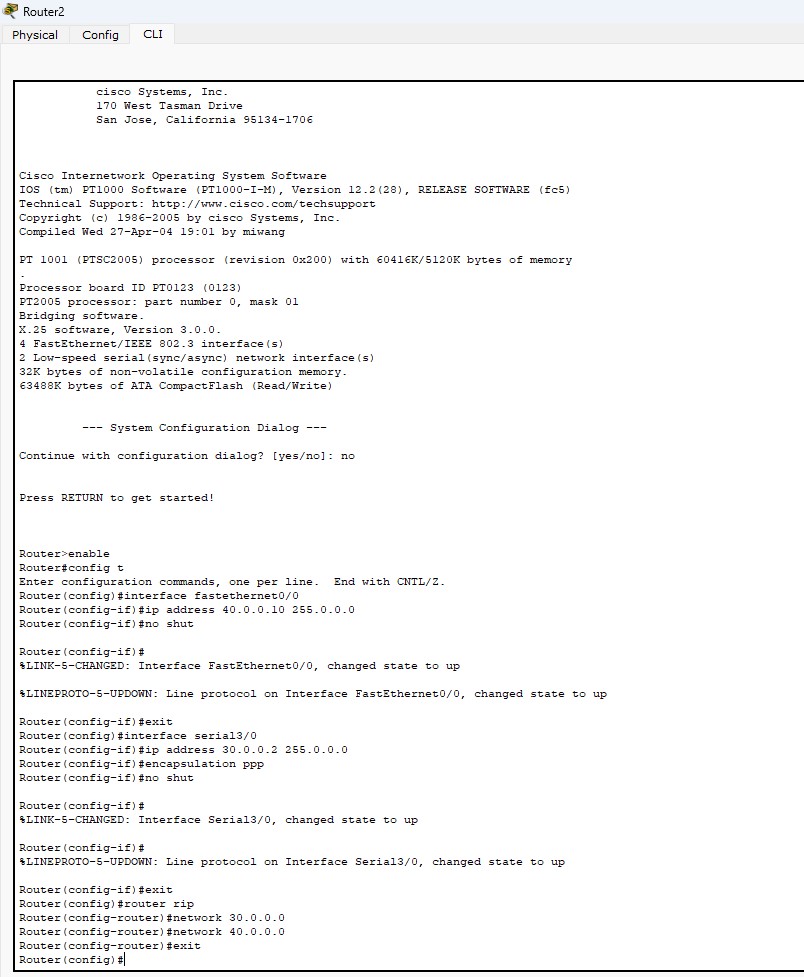 Router2
Physical Config CLI
cisco Systems, Inc.
170 West Tasman Drive
San Jose, California 95134-1706
Cisco Internetwork Operating System Software
IOS (tm) PT1000 Software (PT1000-I-M), Version 12.2(28), RELEASE SOFTWARE (fc5)
Technical Support: http://www.cisco.com/techsupport
Copyright (c) 1986-2005 by cisco Systems, Inc.
Compiled Wed 27-Apr-04 19:01 by miwang
PT 1001 (PTSC2005) processor (revision 0x200) with 60416K/5120K bytes of memory
.
Processor board ID PT0123 (0123)
PT2005 processor: part number 0, mask 01
Bridging software.
X.25 software, Version 3.0.0.
4 FastEthernet/IEEE 802.3 interface(s)
2 Low-speed serial(sync/async) network interface(s)
32K bytes of non-volatile configuration memory.
63488K bytes of ATA CompactFlash (Read/Write)
--- System Configuration Dialog ---
Continue with configuration dialog? [yes/no]: no
Press RETURN to get started!
Router>enable
Router#config t
Enter configuration commands, one per line.  End with CNTL/Z.
Router(config)#interface fastethernet0/0
Router(config-if)#ip address 40.0.0.10 255.0.0.0
Router(config-if)#no shut
Router(config-if)#
%LINK-5-CHANGED: Interface FastEthernet0/0, changed state to up
%LINEPROTO-5-UPDOWN: Line protocol on Interface FastEthernet0/0, changed state to up
Router(config-if)#exit
Router(config)#interface serial3/0
Router(config-if)#ip address 30.0.0.2 255.0.0.0
Router(config-if)#encapsulation ppp
Router(config-if)#no shut
Router(config-if)#
%LINK-5-CHANGED: Interface Serial3/0, changed state to up
Router(config-if)#
%LINEPROTO-5-UPDOWN: Line protocol on Interface Serial3/0, changed state to up
Router(config-if)#exit
Router(config)#router rip
Router(config-router)#network 30.0.0.0
Router(config-router)#network 40.0.0.0
Router(config-router)#exit
Router(config)#